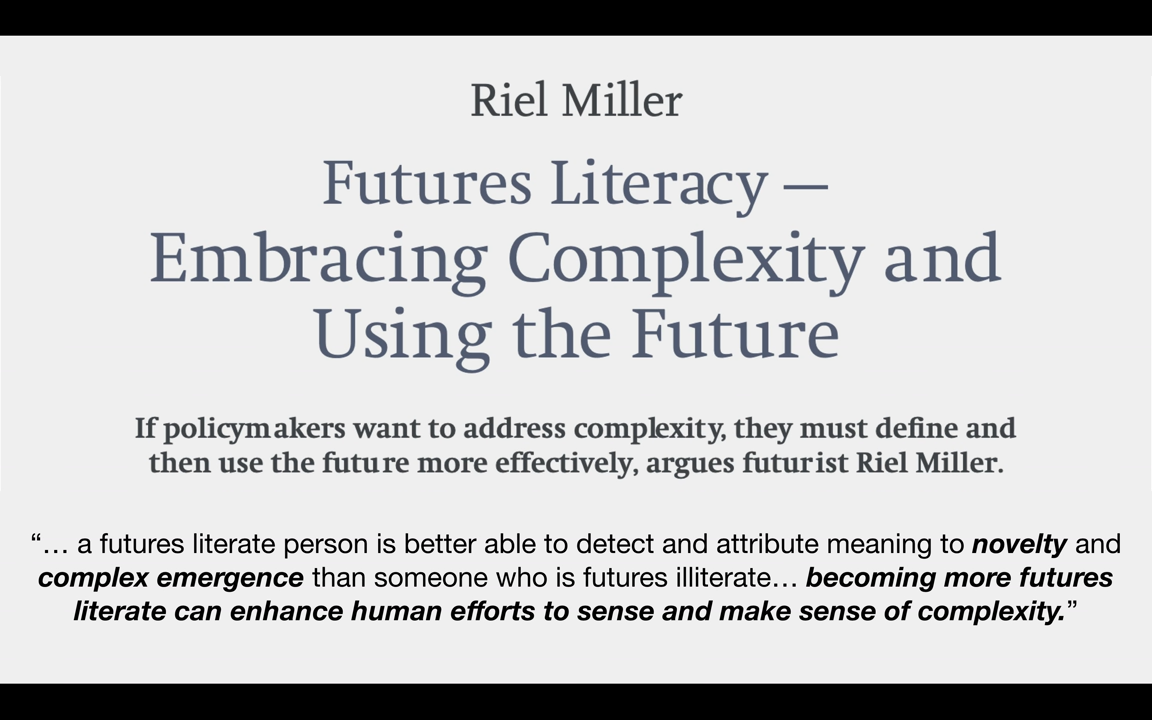 Riel Miller
Futures Literacy —
Embracing Complexity and
Using the Future
If policymakers want to address complexity, they must define and
then use the future more effectively, argues futurist Riel Miller.
“… a futures literate person is better able to detect and attribute meaning to novelty and
complex emergence than someone who is futures illiterate… becoming more futures
literate can enhance human efforts to sense and make sense of complexity.”